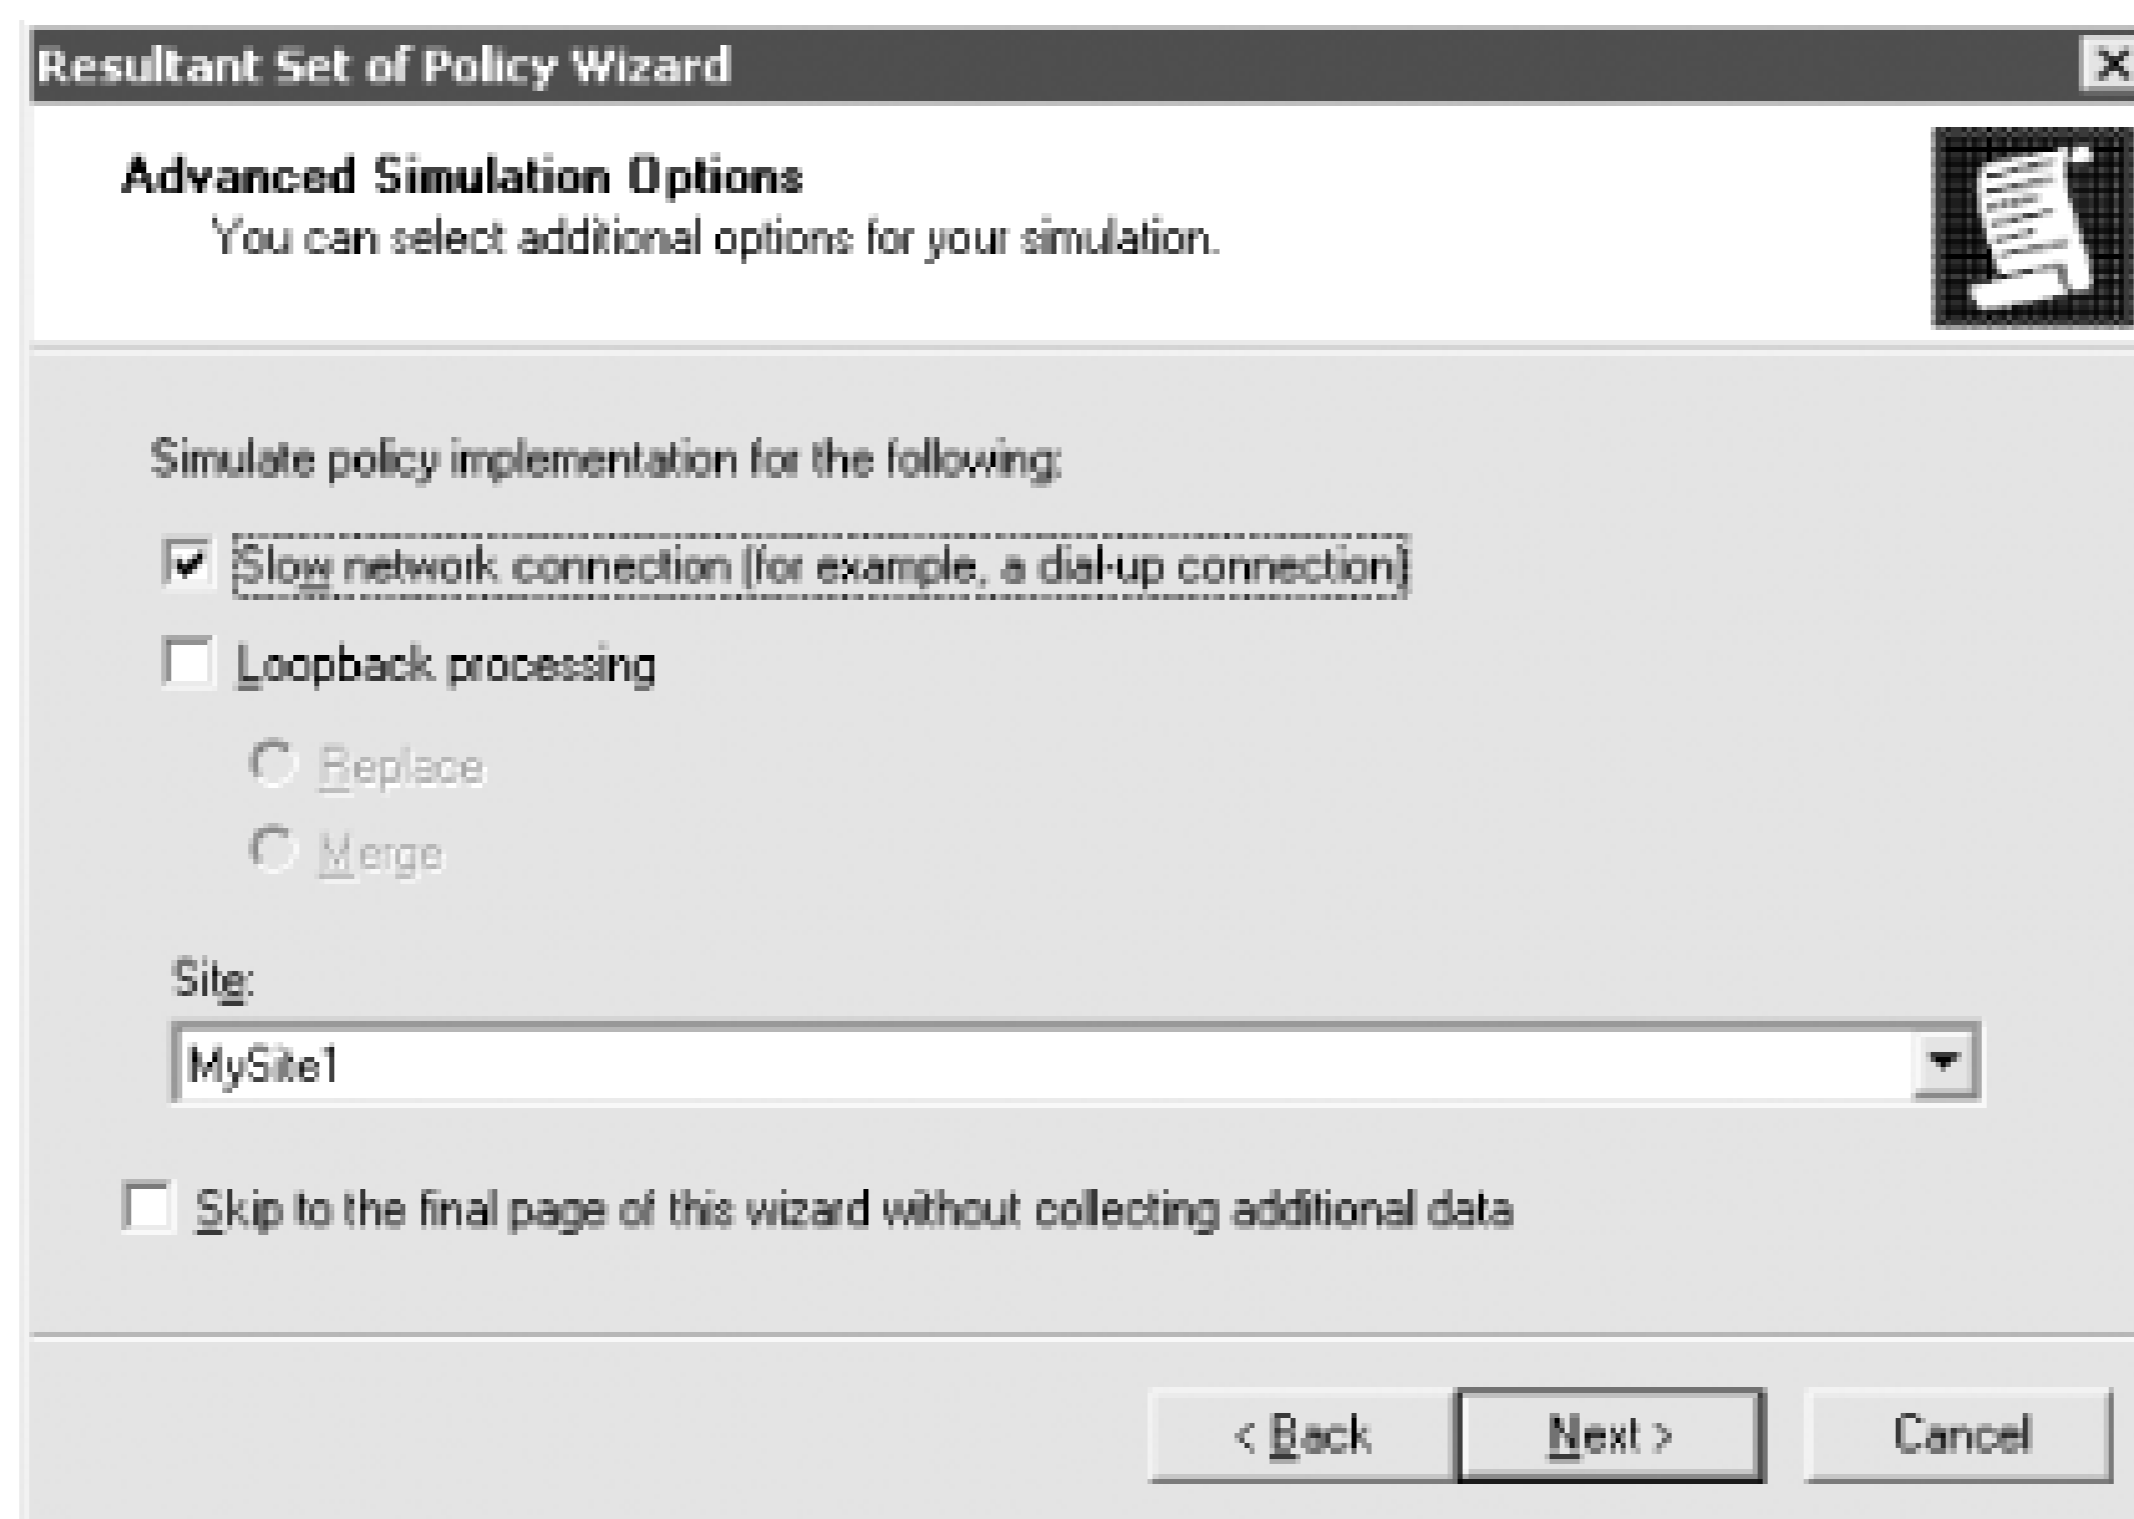 Resultant Set of Policy Wizard
Advanced Simulation Options
You can select additional options for your simulation.
Simulate policy implementation for the following:
Slow network connection (for example, a dial-up connection)
Loopback processing
Replace
Merge
Site:
MySite1
Skip to the final page of this wizard without collecting additional data
< Back Next > Cancel